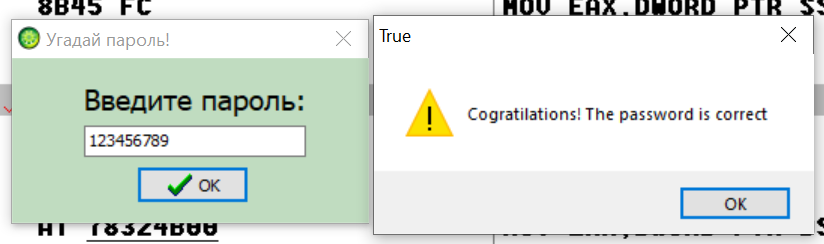 8B45 FC
MOV EAX,DWORD PTR SS
Угадай пароль!
True
Введите пароль:
123456789
OK
Cogratilations! The password is correct
OK
A1 78324B00